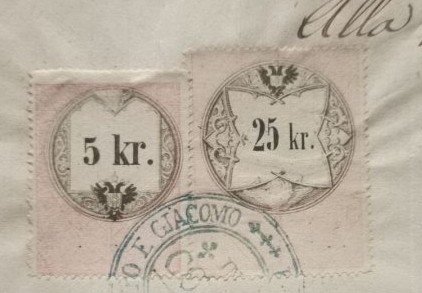 Alla
5 kr.
25 kr.
O E GIACOMO